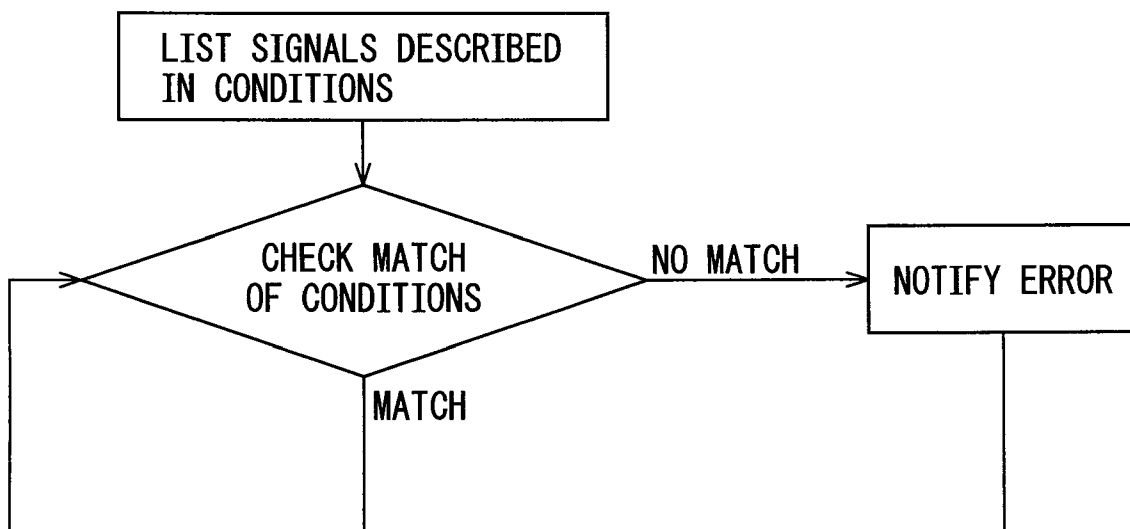 LIST SIGNALS DESCRIBED
IN CONDITIONS
CHECK MATCH
OF CONDITIONS
NO MATCH
NOTIFY ERROR
MATCH